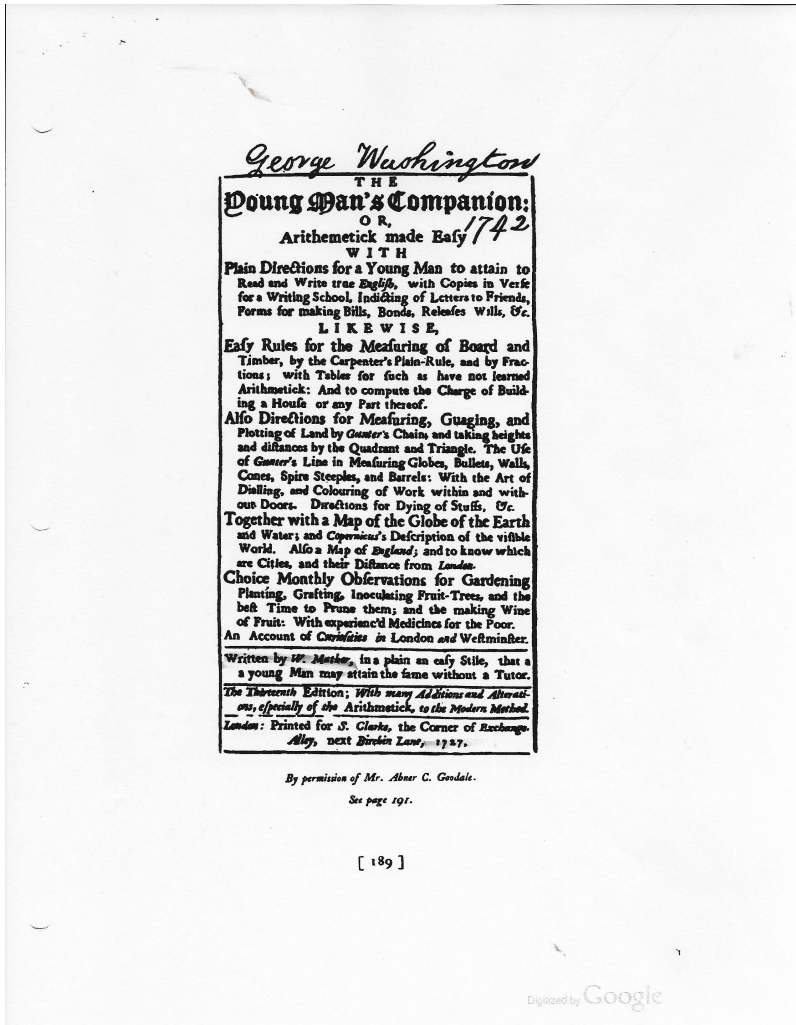 George Washington
THE
Young Man's Companion:
OR,
Arithemetick made Eaſy 1742
WITH
Plain Directions for a Young Man to attain to
Read and Write true Engliſh, with Copies in Verſe
for a Writing School, Indicting of Letters to Friends,
Forms for making Bills, Bonds, Releaſes Wills, &c.
LIKEWISE,
Eaſy Rules for the Meaſuring of Board and
Timber, by the Carpenter's Plain-Rule, and by Frac-
tions; with Tables for ſuch as have not learned
Arithmetick: And to compute the Charge of Build-
ing a Houſe or any Part thereof.
Alſo Directions for Meaſuring, Guaging, and
Plotting of Land by Gunter's Chain, and taking heights
and diſtances by the Quadrant and Triangle. The Uſe
of Gunter's Line in Meaſuring Globes, Bullets, Walls,
Cones, Spire Steeples, and Barrels: With the Art of
Dialling, and Colouring of Work within and with-
out Doors. Directions for Dying of Stuffs, &c.
Together with a Map of the Globe of the Earth
and Water; and Copernicus's Deſcription of the viſible
World. Alſo a Map of England; and to know which
are Cities, and their Diſtance from London.
Choice Monthly Obſervations for Gardening
Planting, Grafting, Inoculating Fruit-Trees, and the
beſt Time to Prune them; and the making Wine
of Fruit: With experienc'd Medicines for the Poor.
An Account of Curioſities in London and Weſtminſter.
Written by W. Mather, in a plain an eaſy Stile, that a
a young Man may attain the ſame without a Tutor.
The Thirteenth Edition; With many Additions and Alterati-
ons, eſpecially of the Arithmetick, to the Modern Method.
London: Printed for S. Clarke, the Corner of Exchange-
Alley, next Birchin Lane, 1727.
By permission of Mr. Abner C. Goodale.
See page 191.
[ 189 ]
Digitized by Google